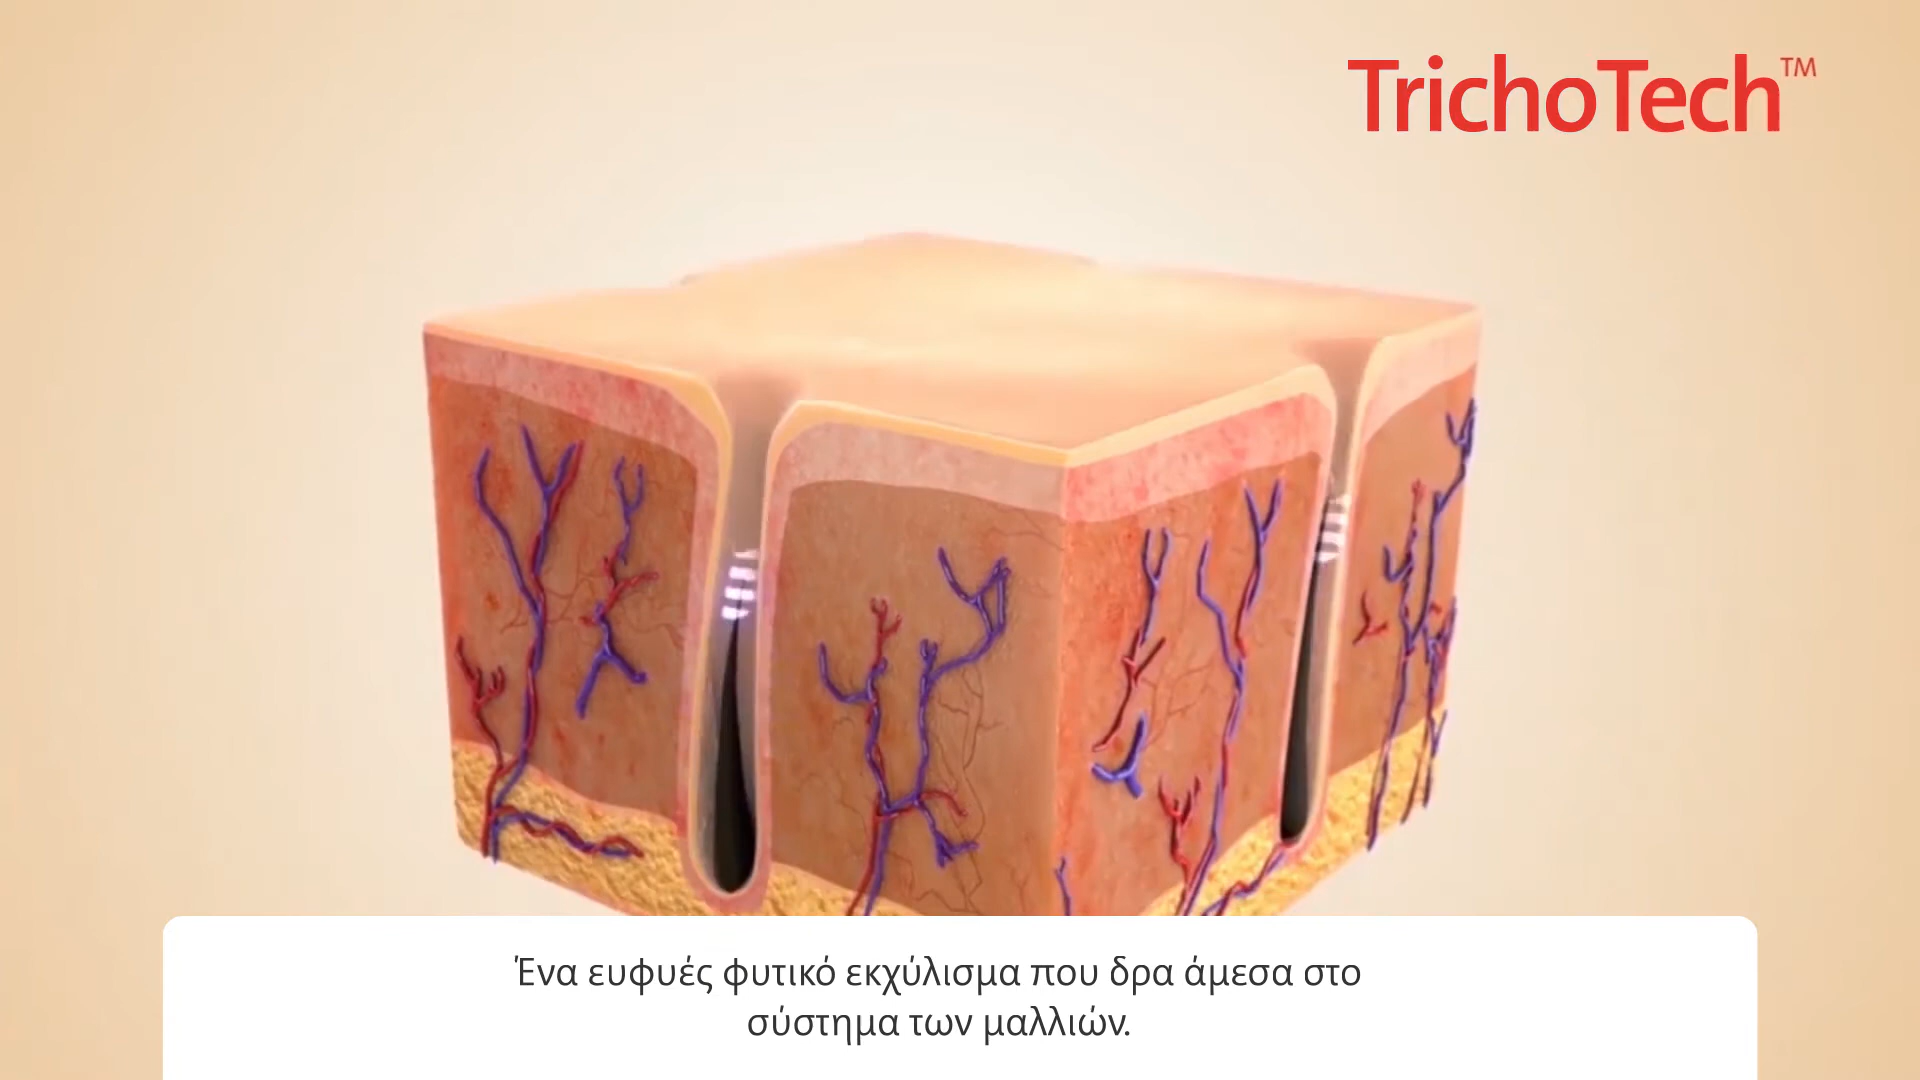 TrichoTech™
Ένα ευφυές φυτικό εκχύλισμα που δρα άμεσα στο
σύστημα των μαλλιών.